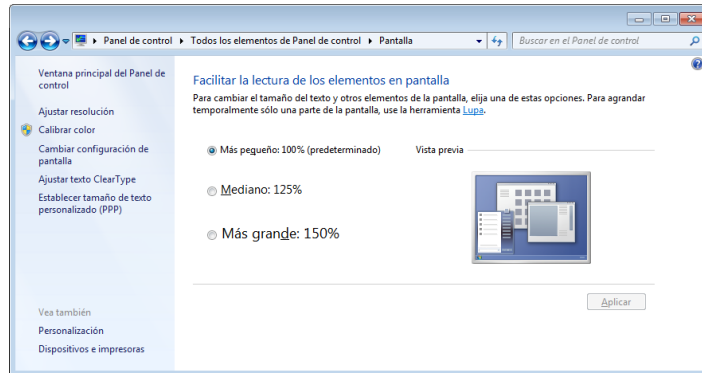 Panel de control ▸ Todos los elementos de Panel de control ▸ Pantalla
Buscar en el Panel de control
Ventana principal del Panel de
control
Ajustar resolución
Calibrar color
Cambiar configuración de
pantalla
Ajustar texto ClearType
Establecer tamaño de texto
personalizado (PPP)
Vea también
Personalización
Dispositivos e impresoras
Facilitar la lectura de los elementos en pantalla
Para cambiar el tamaño del texto y otros elementos de la pantalla, elija una de estas opciones. Para agrandar
temporalmente sólo una parte de la pantalla, use la herramienta Lupa.
Más pequeño: 100% (predeterminado)
Vista previa
Mediano: 125%
Más grande: 150%
Aplicar